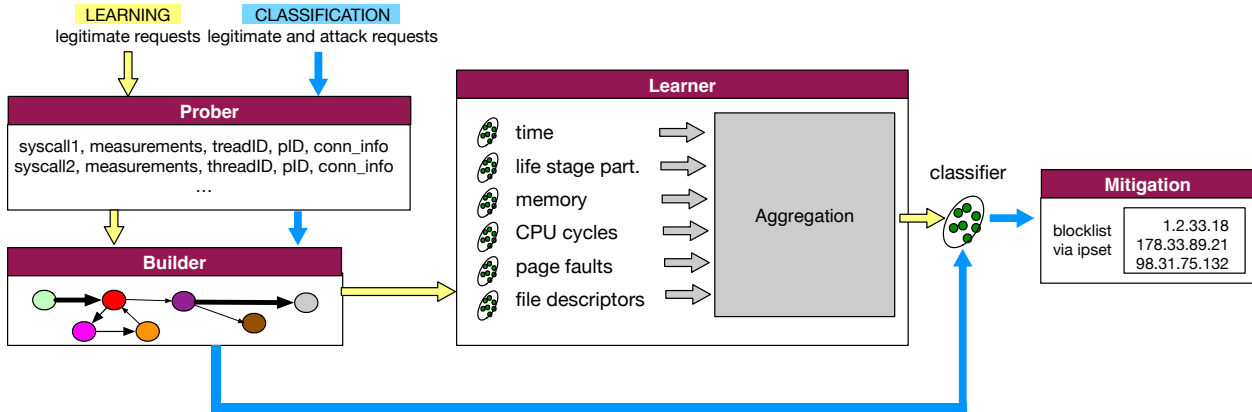 LEARNING
legitimate requests
CLASSIFICATION
legitimate and attack requests
Prober
syscall1, measurements, treadID, pID, conn_info
syscall2, measurements, threadID, pID, conn_info
...
Builder
Learner
time
life stage part.
memory
CPU cycles
page faults
file descriptors
Aggregation
classifier
Mitigation
blocklist
via ipset
1.2.33.18
178.33.89.21
98.31.75.132